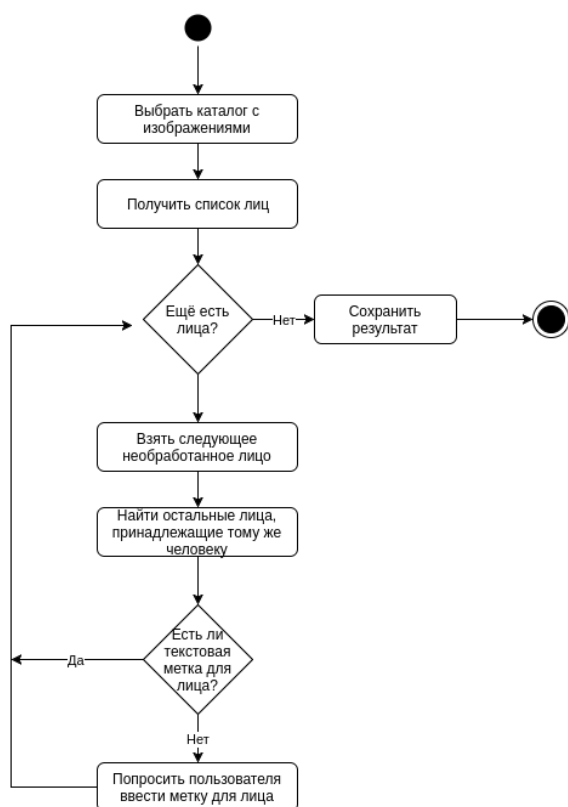 Выбрать каталог с
изображениями
Получить список лиц
Ещё есть
лица?
Нет
Сохранить
результат
Взять следующее
необработанное лицо
Найти остальные лица,
принадлежащие тому же
человеку
Есть ли
текстовая
метка для
лица?
Да
Нет
Попросить пользователя
ввести метку для лица